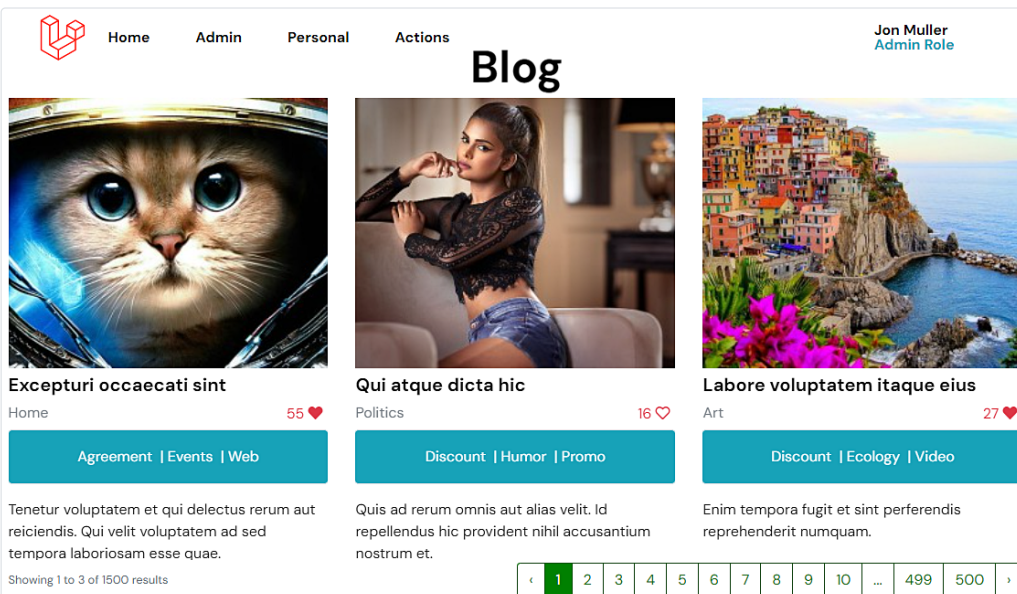 Home Admin Personal Actions
Jon Muller
Admin Role
Blog
Excepturi occaecati sint
Home 55
Agreement | Events | Web
Tenetur voluptatem et qui delectus rerum aut
reiciendis. Qui velit voluptatem ad sed
tempora laboriosam esse quae.
Qui atque dicta hic
Politics 16
Discount | Humor | Promo
Quis ad rerum omnis aut alias velit. Id
repellendus hic provident nihil accusantium
nostrum et.
Labore voluptatem itaque eius
Art 27
Discount | Ecology | Video
Enim tempora fugit et sint perferendis
reprehenderit numquam.
Showing 1 to 3 of 1500 results
‹ 1 2 3 4 5 6 7 8 9 10 ... 499 500 ›